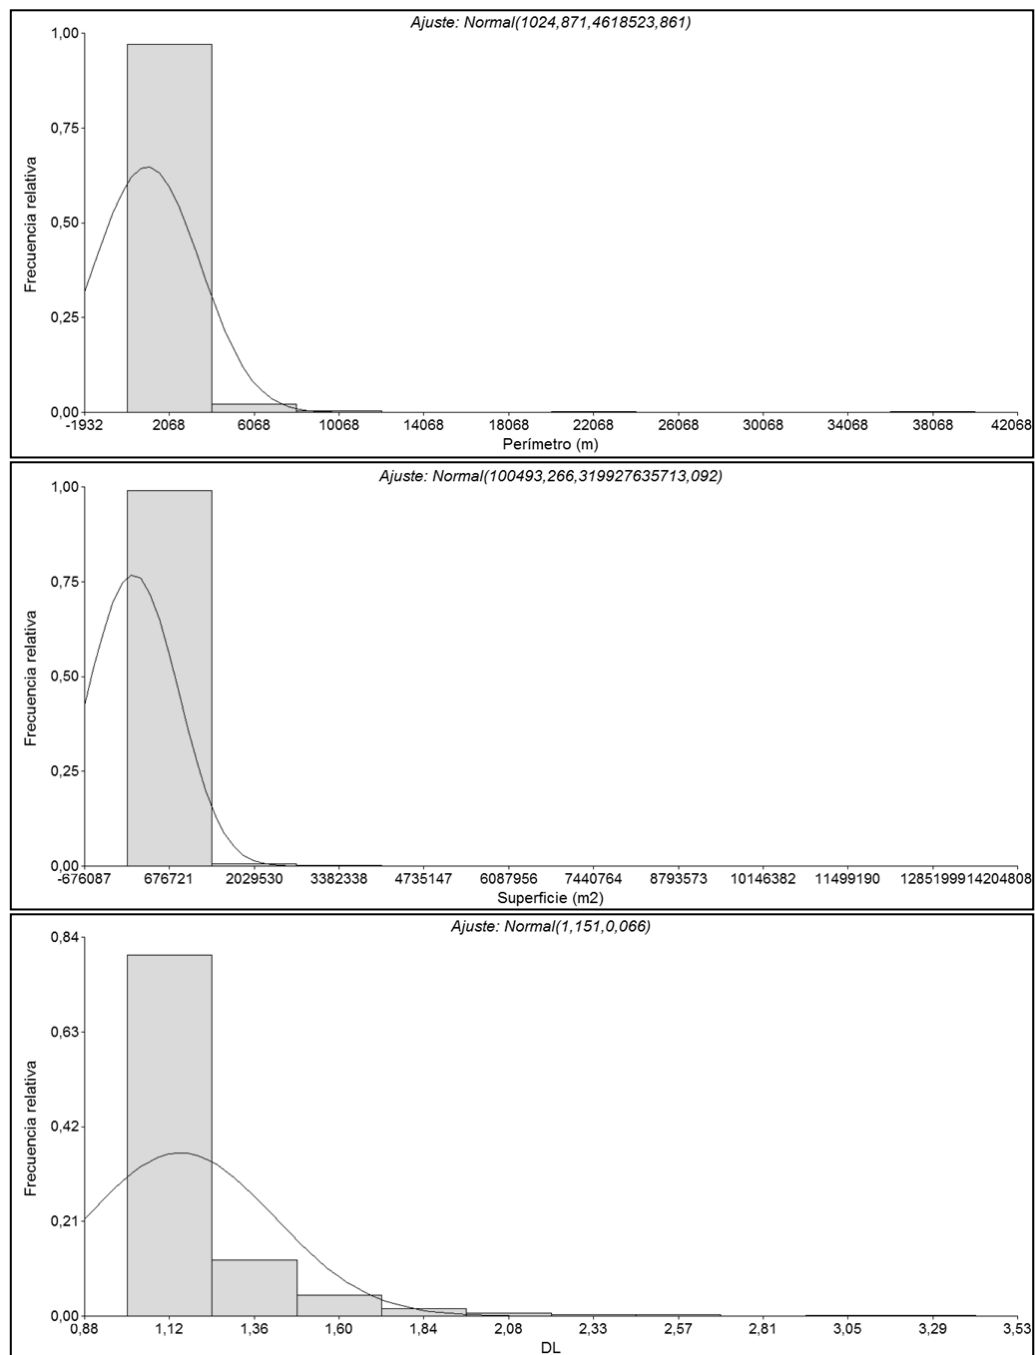 Ajuste: Normal(1024,871,4618523,861)
1,00
0,75
0,50
0,25
0,00
Frecuencia relativa
-1932 2068 6068 10068 14068 18068 22068 26068 30068 34068 38068 42068
Perímetro (m)
Ajuste: Normal(100493,266,319927635713,092)
1,00
0,75
0,50
0,25
0,00
Frecuencia relativa
-676087 676721 2029530 3382338 4735147 6087956 7440764 8793573 10146382 11499190 12851999 14204808
Superficie (m2)
Ajuste: Normal(1,151,0,066)
0,84
0,63
0,42
0,21
0,00
Frecuencia relativa
0,88 1,12 1,36 1,60 1,84 2,08 2,33 2,57 2,81 3,05 3,29 3,53
DL